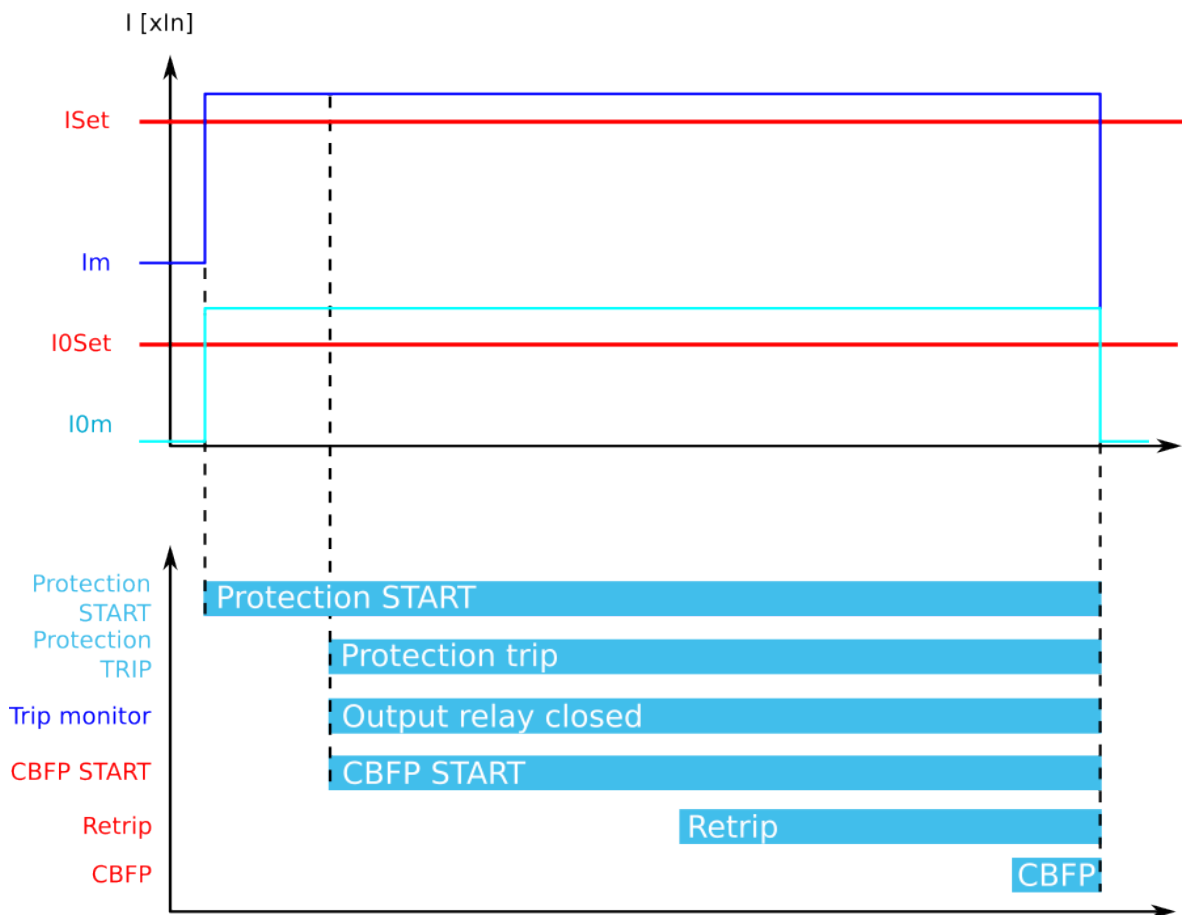 I [xIn]
ISet
Im
I0Set
I0m
Protection
START
Protection START
Protection
TRIP
Protection trip
Trip monitor
Output relay closed
CBFP START
CBFP START
Retrip
Retrip
CBFP
CBFP